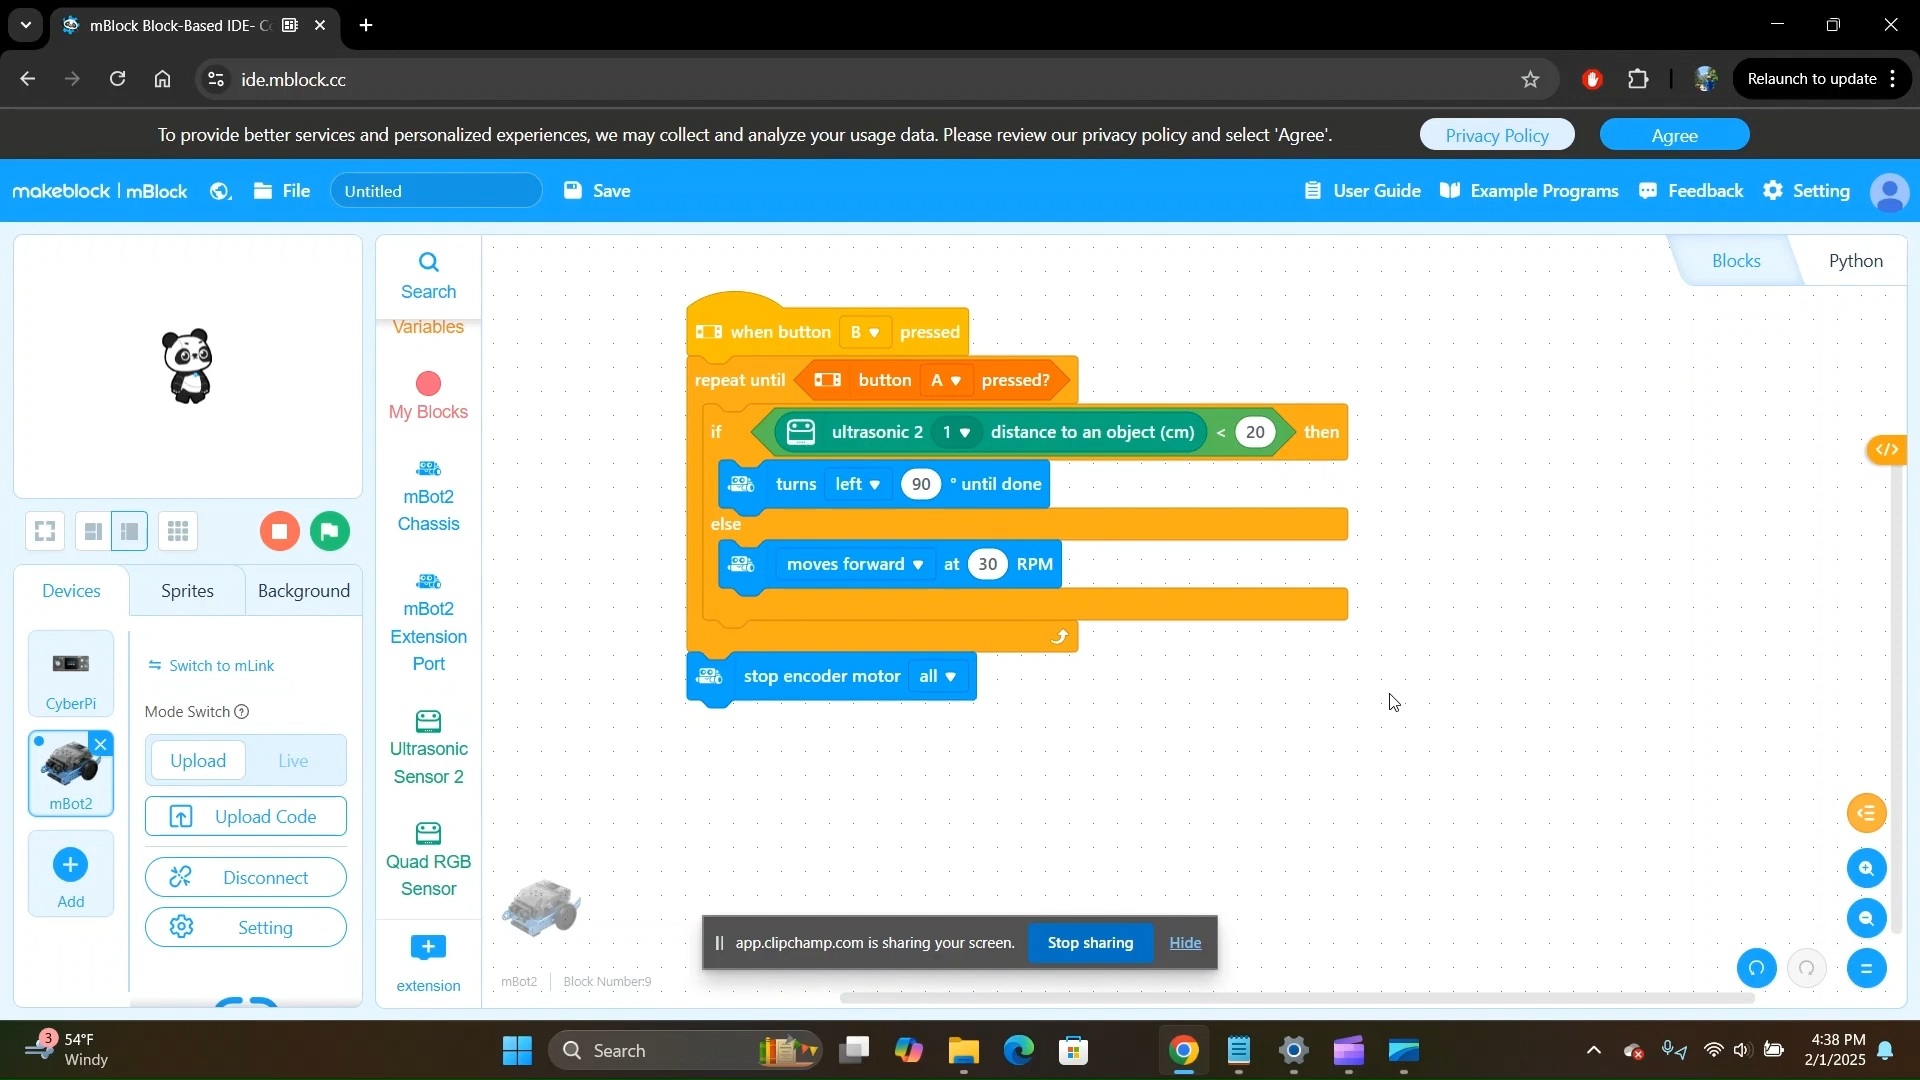 mBlock Block-Based IDE- Co
ide.mblock.cc
Relaunch to update
To provide better services and personalized experiences, we may collect and analyze your usage data. Please review our privacy policy and select 'Agree'.
Privacy Policy
Agree
makeblock | mBlock
File
Untitled
Save
User Guide
Example Programs
Feedback
Setting
Search
Variables
My Blocks
mBot2
Chassis
mBot2
Extension
Port
Ultrasonic
Sensor 2
Quad RGB
Sensor
extension
Blocks
Python
when button B pressed
repeat until button A pressed?
if ultrasonic 2 1 distance to an object (cm) < 20 then
turns left 90 ° until done
else
moves forward at 30 RPM
stop encoder motor all
Devices
Sprites
Background
CyberPi
mBot2
Add
Switch to mLink
Mode Switch ?
Upload
Live
Upload Code
Disconnect
Setting
mBot2
Block Number:9
app.clipchamp.com is sharing your screen.
Stop sharing
Hide
3
54°F
Windy
Search
4:38 PM
2/1/2025